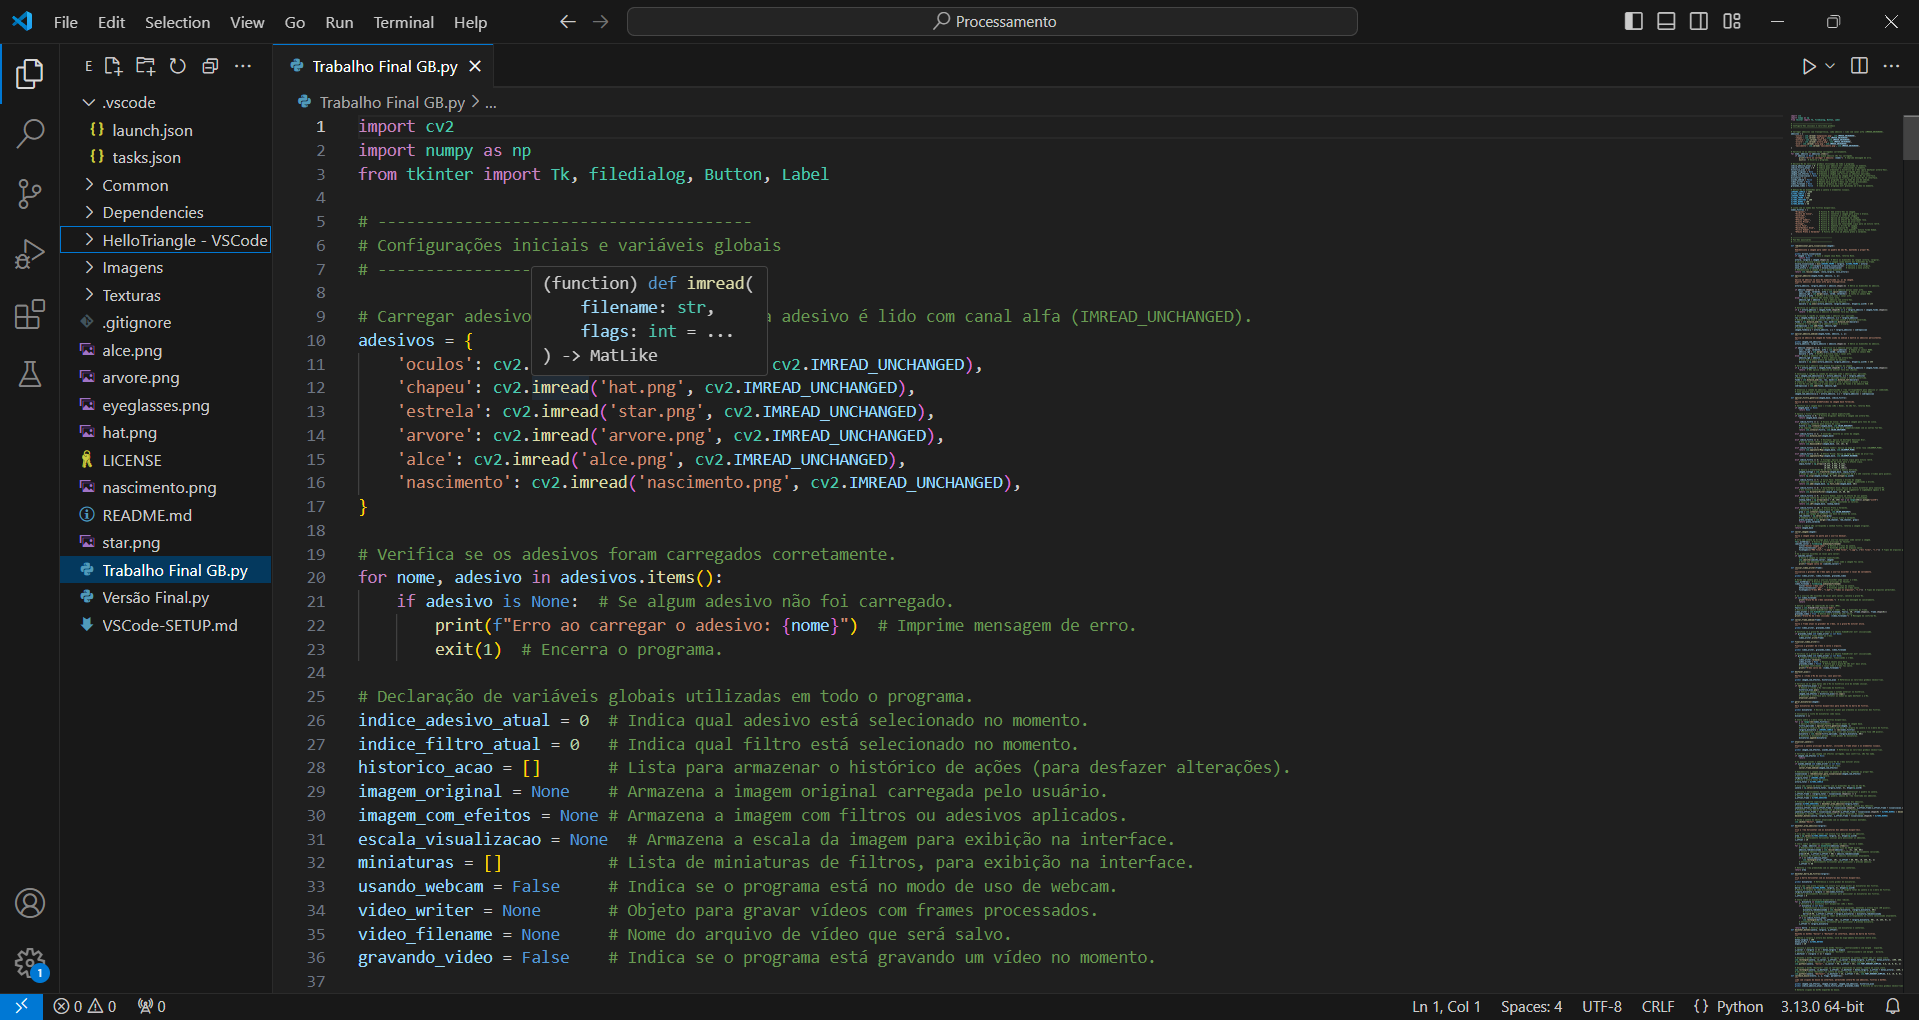 File Edit Selection View Go Run Terminal Help
Processamento
E
Trabalho Final GB.py
.vscode
launch.json
tasks.json
Common
Dependencies
HelloTriangle - VSCode
Imagens
Texturas
.gitignore
alce.png
arvore.png
eyeglasses.png
hat.png
LICENSE
nascimento.png
README.md
star.png
Trabalho Final GB.py
Versão Final.py
VSCode-SETUP.md
1
Trabalho Final GB.py > ...
1 import cv2
2 import numpy as np
3 from tkinter import Tk, filedialog, Button, Label
4
5 # ---------------------------------------
6 # Configurações iniciais e variáveis globais
7 # ----------------
8
9 # Carregar adesivo a adesivo é lido com canal alfa (IMREAD_UNCHANGED).
10 adesivos = {
11 'oculos': cv2. cv2.IMREAD_UNCHANGED),
12 'chapeu': cv2.imread('hat.png', cv2.IMREAD_UNCHANGED),
13 'estrela': cv2.imread('star.png', cv2.IMREAD_UNCHANGED),
14 'arvore': cv2.imread('arvore.png', cv2.IMREAD_UNCHANGED),
15 'alce': cv2.imread('alce.png', cv2.IMREAD_UNCHANGED),
16 'nascimento': cv2.imread('nascimento.png', cv2.IMREAD_UNCHANGED),
17 }
18
19 # Verifica se os adesivos foram carregados corretamente.
20 for nome, adesivo in adesivos.items():
21 if adesivo is None: # Se algum adesivo não foi carregado.
22 print(f"Erro ao carregar o adesivo: {nome}") # Imprime mensagem de erro.
23 exit(1) # Encerra o programa.
24
25 # Declaração de variáveis globais utilizadas em todo o programa.
26 indice_adesivo_atual = 0 # Indica qual adesivo está selecionado no momento.
27 indice_filtro_atual = 0 # Indica qual filtro está selecionado no momento.
28 historico_acao = [] # Lista para armazenar o histórico de ações (para desfazer alterações).
29 imagem_original = None # Armazena a imagem original carregada pelo usuário.
30 imagem_com_efeitos = None # Armazena a imagem com filtros ou adesivos aplicados.
31 escala_visualizacao = None # Armazena a escala da imagem para exibição na interface.
32 miniaturas = [] # Lista de miniaturas de filtros, para exibição na interface.
33 usando_webcam = False # Indica se o programa está no modo de uso de webcam.
34 video_writer = None # Objeto para gravar vídeos com frames processados.
35 video_filename = None # Nome do arquivo de vídeo que será salvo.
36 gravando_video = False # Indica se o programa está gravando um vídeo no momento.
37
(function) def imread(
filename: str,
flags: int = ...
) -> MatLike
0 0 0
Ln 1, Col 1 Spaces: 4 UTF-8 CRLF {} Python 3.13.0 64-bit